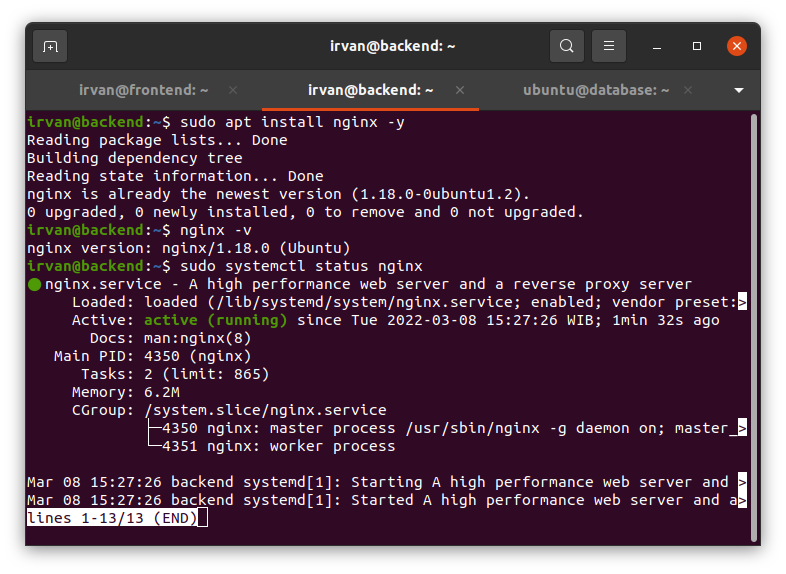 irvan@backend: ~
irvan@frontend: ~
irvan@backend: ~
ubuntu@database: ~
irvan@backend:~$ sudo apt install nginx -y
Reading package lists... Done
Building dependency tree
Reading state information... Done
nginx is already the newest version (1.18.0-0ubuntu1.2).
0 upgraded, 0 newly installed, 0 to remove and 0 not upgraded.
irvan@backend:~$ nginx -v
nginx version: nginx/1.18.0 (Ubuntu)
irvan@backend:~$ sudo systemctl status nginx
● nginx.service - A high performance web server and a reverse proxy server
Loaded: loaded (/lib/systemd/system/nginx.service; enabled; vendor preset:>
Active: active (running) since Tue 2022-03-08 15:27:26 WIB; 1min 32s ago
Docs: man:nginx(8)
Main PID: 4350 (nginx)
Tasks: 2 (limit: 865)
Memory: 6.2M
CGroup: /system.slice/nginx.service
├─4350 nginx: master process /usr/sbin/nginx -g daemon on; master_>
└─4351 nginx: worker process
Mar 08 15:27:26 backend systemd[1]: Starting A high performance web server and >
Mar 08 15:27:26 backend systemd[1]: Started A high performance web server and a>
lines 1-13/13 (END)